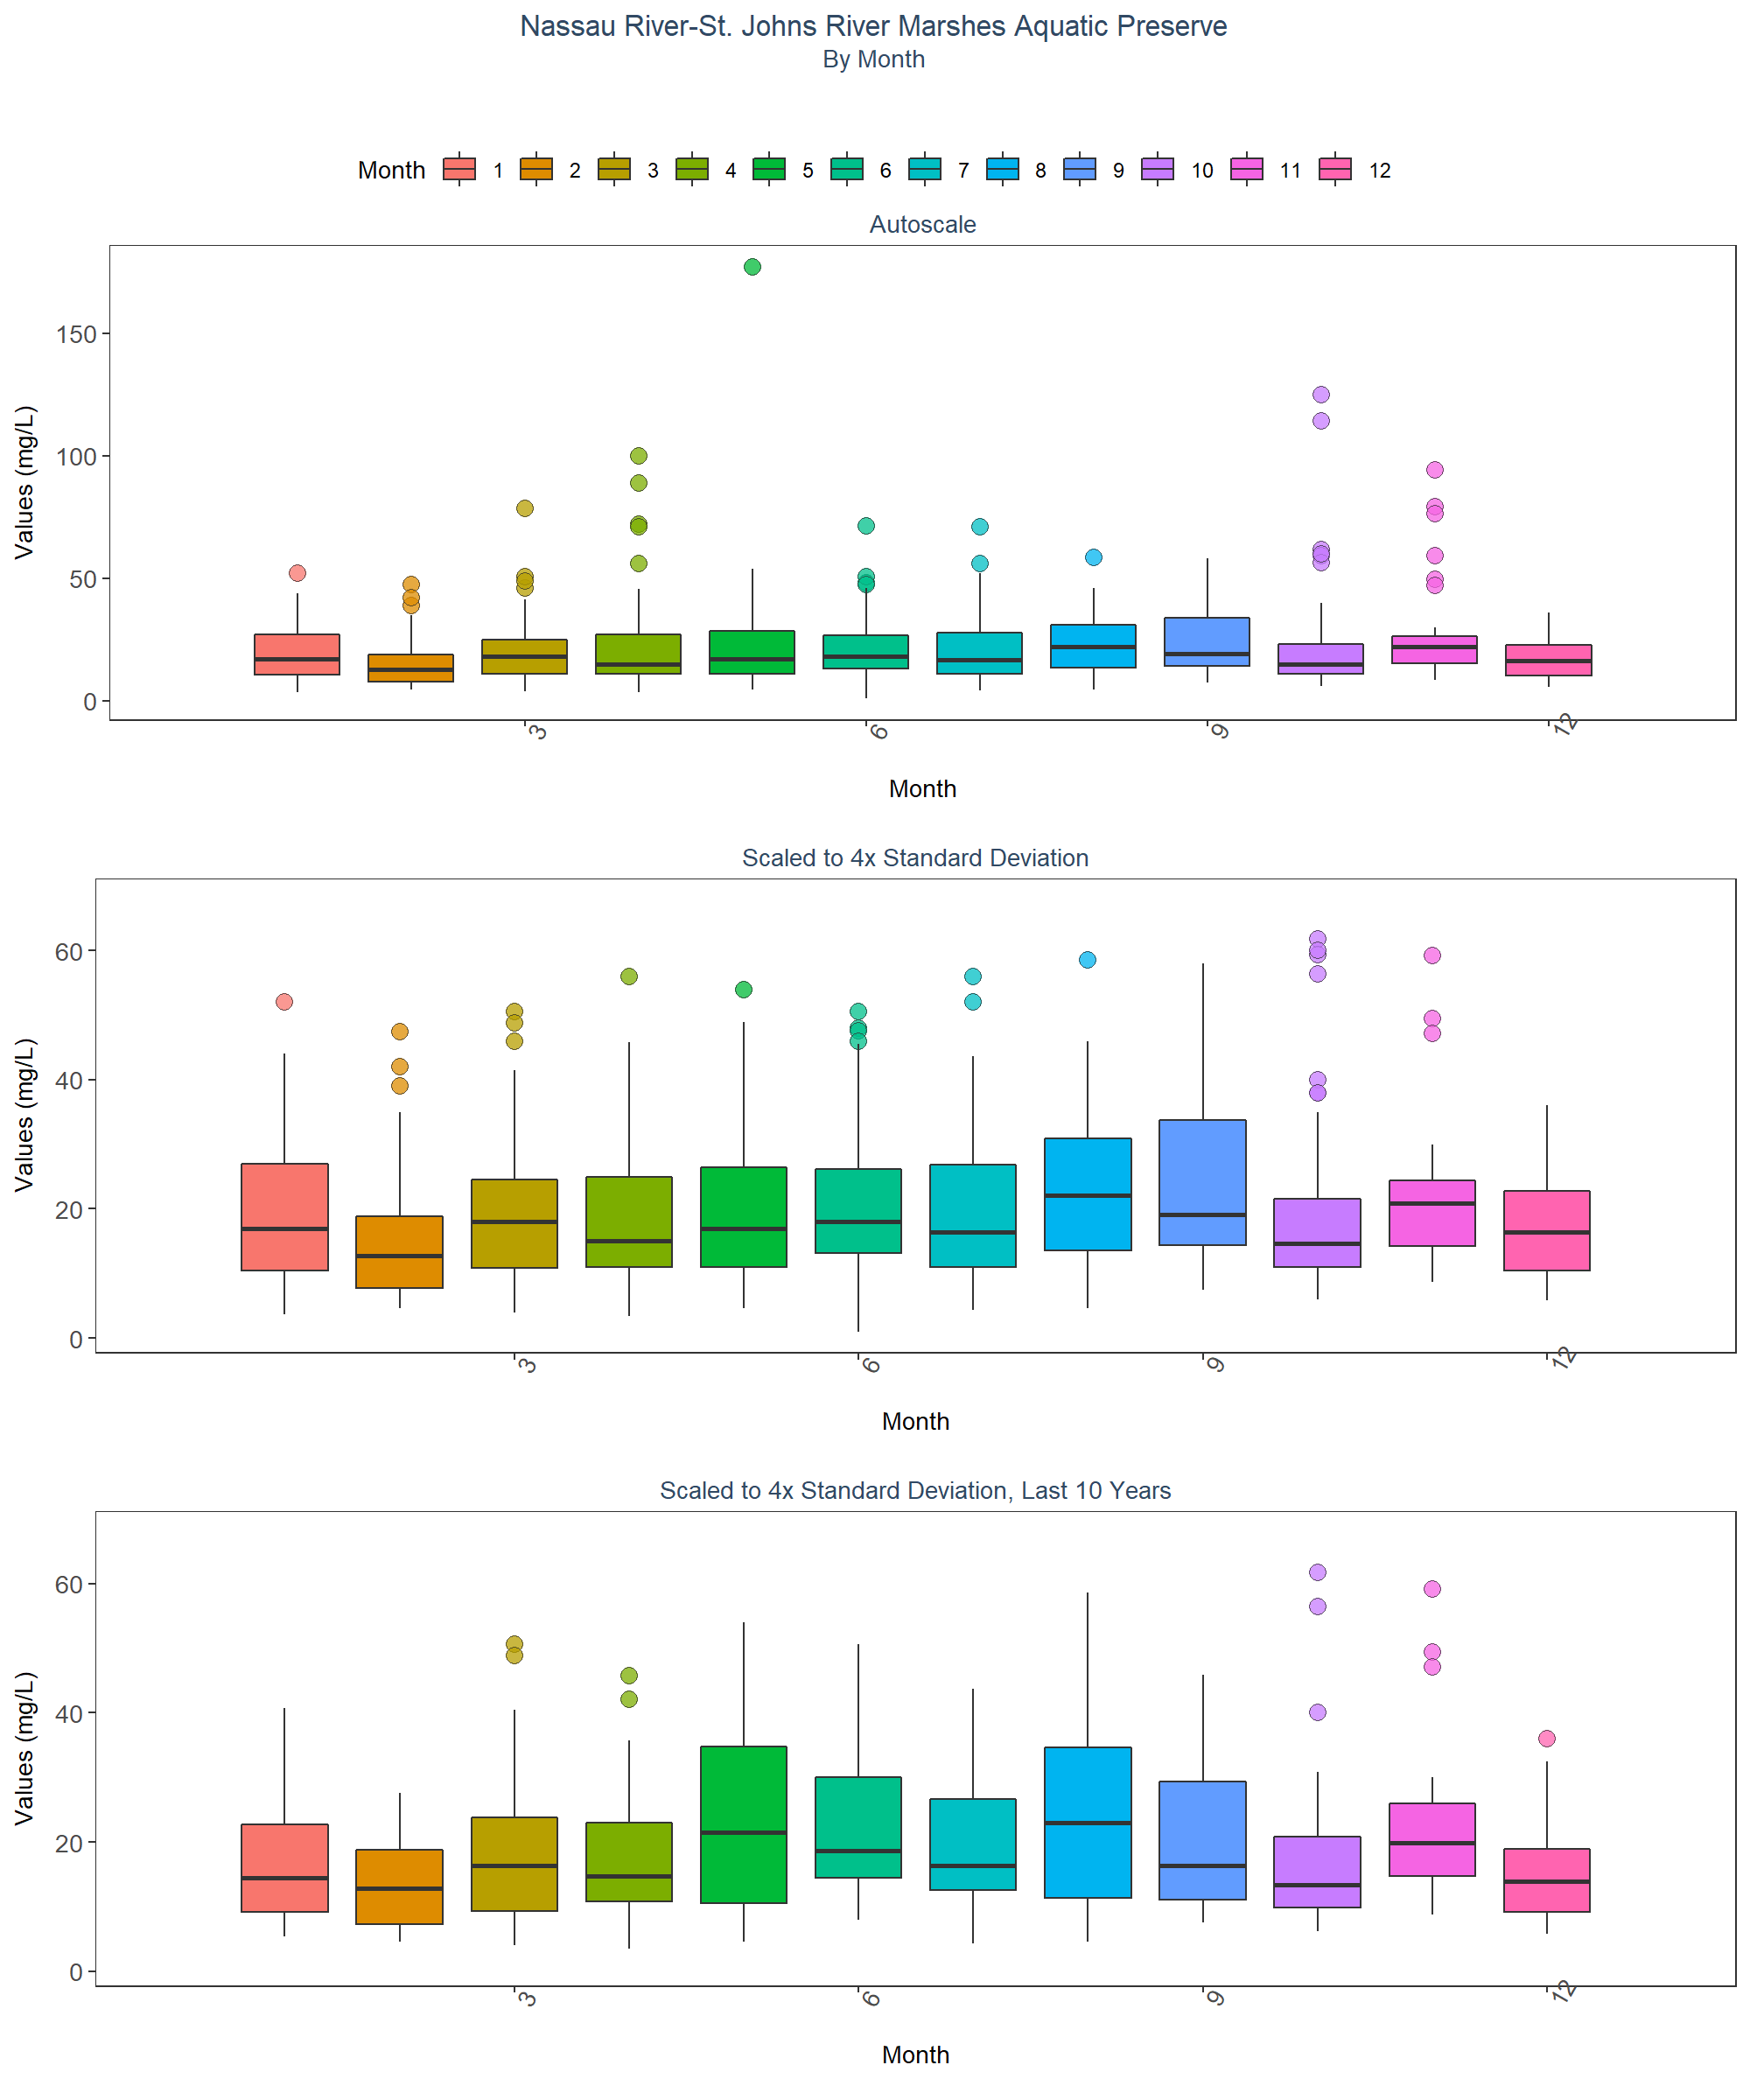 Nassau River-St. Johns River Marshes Aquatic Preserve
By Month
Month 1 2 3 4 5 6 7 8 9 10 11 12
Autoscale
Values (mg/L)
150
100
50
0
3 6 9 12
Month
Scaled to 4x Standard Deviation
Values (mg/L)
60
40
20
0
3 6 9 12
Month
Scaled to 4x Standard Deviation, Last 10 Years
Values (mg/L)
60
40
20
0
3 6 9 12
Month